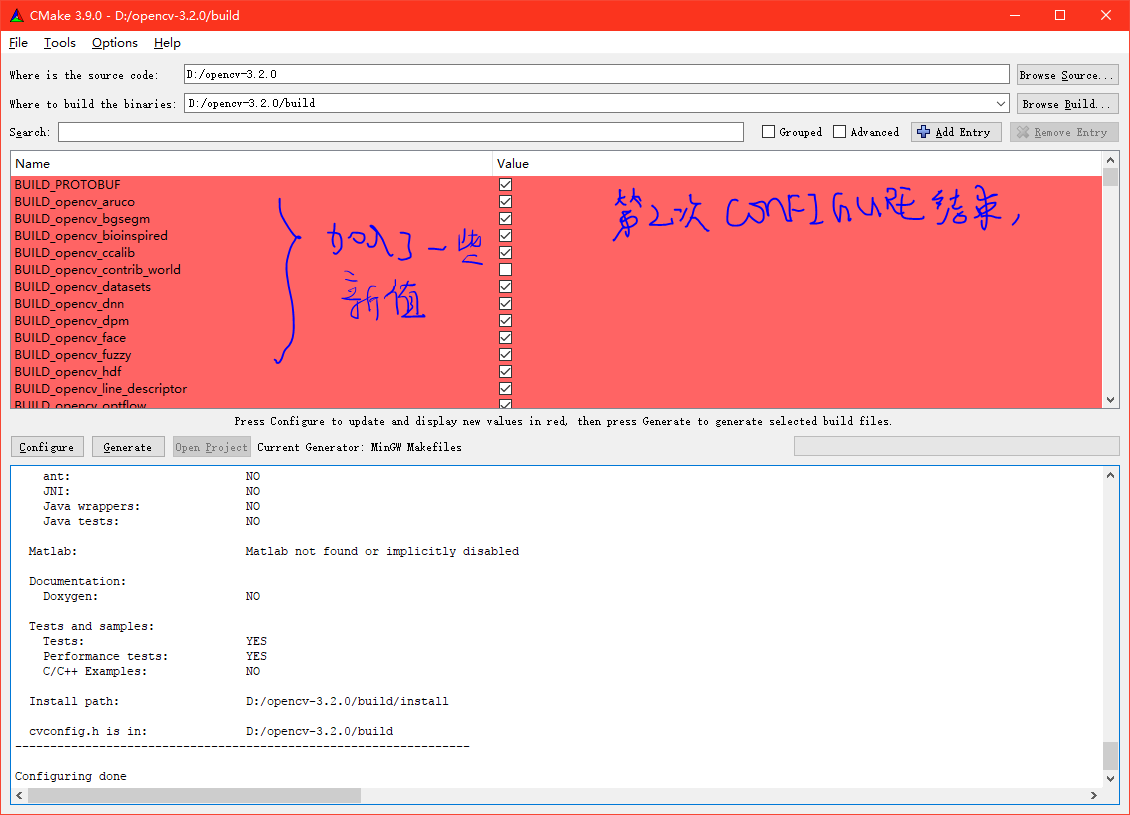 CMake 3.9.0 - D:/opencv-3.2.0/build
File Tools Options Help
Where is the source code: D:/opencv-3.2.0 Browse Source...
Where to build the binaries: D:/opencv-3.2.0/build Browse Build...
Search: Grouped Advanced Add Entry Remove Entry
Name Value
BUILD_PROTOBUF
BUILD_opencv_aruco
BUILD_opencv_bgsegm
BUILD_opencv_bioinspired
BUILD_opencv_ccalib
BUILD_opencv_contrib_world
BUILD_opencv_datasets
BUILD_opencv_dnn
BUILD_opencv_dpm
BUILD_opencv_face
BUILD_opencv_fuzzy
BUILD_opencv_hdf
BUILD_opencv_line_descriptor
BUILD_opencv_optflow
第2次 CONFIGURE 结束,
加入了一些
新值
Press Configure to update and display new values in red, then press Generate to generate selected build files.
Configure Generate Open Project Current Generator: MinGW Makefiles
ant: NO
JNI: NO
Java wrappers: NO
Java tests: NO
Matlab: Matlab not found or implicitly disabled
Documentation:
Doxygen: NO
Tests and samples:
Tests: YES
Performance tests: YES
C/C++ Examples: NO
Install path: D:/opencv-3.2.0/build/install
cvconfig.h is in: D:/opencv-3.2.0/build
-----------------------------------------------------------------
Configuring done